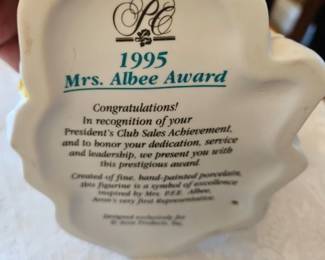 PC
1995
Mrs. Albee Award
Congratulations!
In recognition of your
President's Club Sales Achievement,
and to honor your dedication, service
and leadership, we present you with
this prestigious award.
Created of fine, hand-painted porcelain,
this figurine is a symbol of excellence
inspired by Mrs. P.F.E. Albee,
Avon's very first Representative.
Designed exclusively for
© Avon Products, Inc.